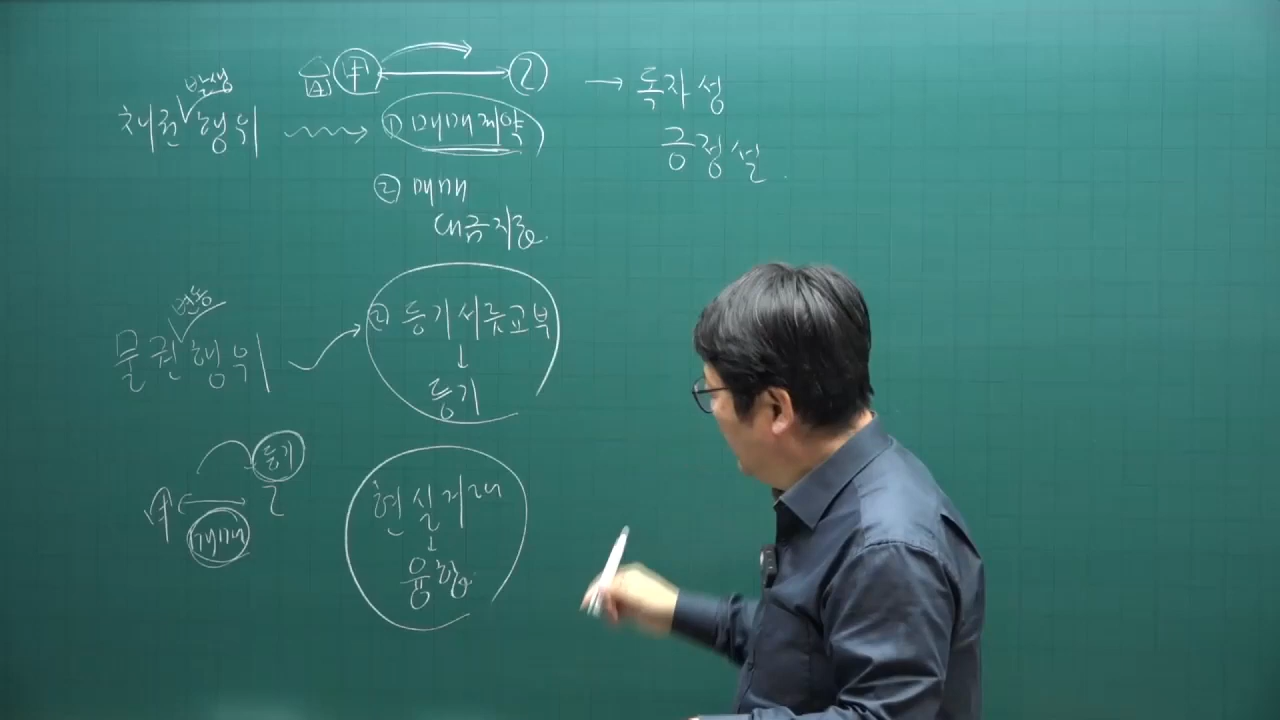 甲 → 乙
발생
채권행위
① 매매계약
→ 독자성
긍정설.
② 매매
대금지급.
변동
물권행위
② 등기서류교부
↓
등기
등기
甲 乙
매매
현실거래
↓
융합.